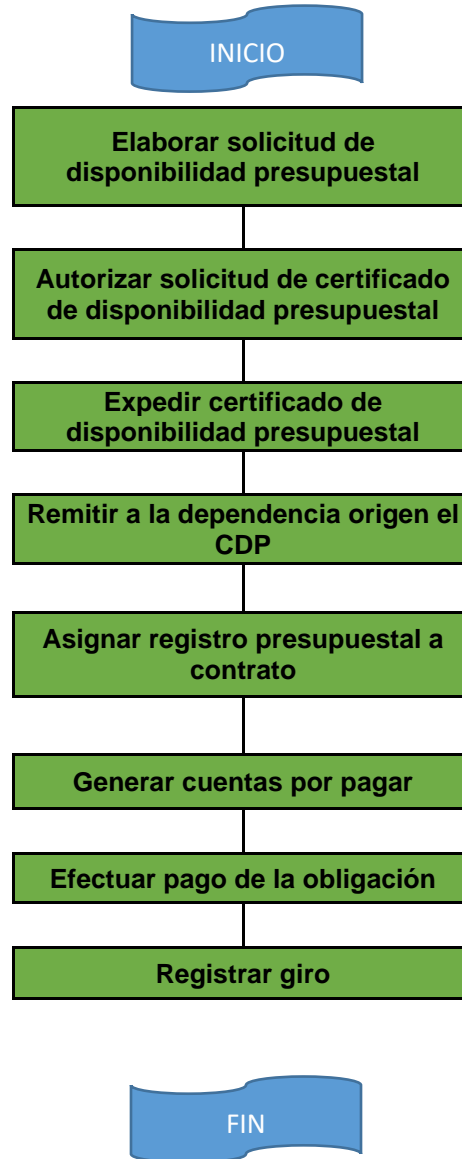 INICIO
Elaborar solicitud de
disponibilidad presupuestal
Autorizar solicitud de certificado
de disponibilidad presupuestal
Expedir certificado de
disponibilidad presupuestal
Remitir a la dependencia origen el
CDP
Asignar registro presupuestal a
contrato
Generar cuentas por pagar
Efectuar pago de la obligación
Registrar giro
FIN